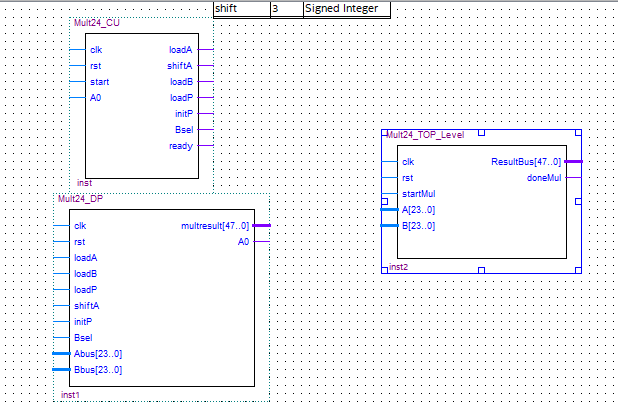 shift 3 Signed Integer
Mult24_CU
clk loadA
rst shiftA
start loadB
A0 loadP
initP
Bsel
ready
inst
Mult24_TOP_Level
clk ResultBus[47..0]
rst doneMul
startMul
A[23..0]
B[23..0]
inst2
Mult24_DP
clk multresult[47..0]
rst A0
loadA
loadB
loadP
shiftA
initP
Bsel
Abus[23..0]
Bbus[23..0]
inst1